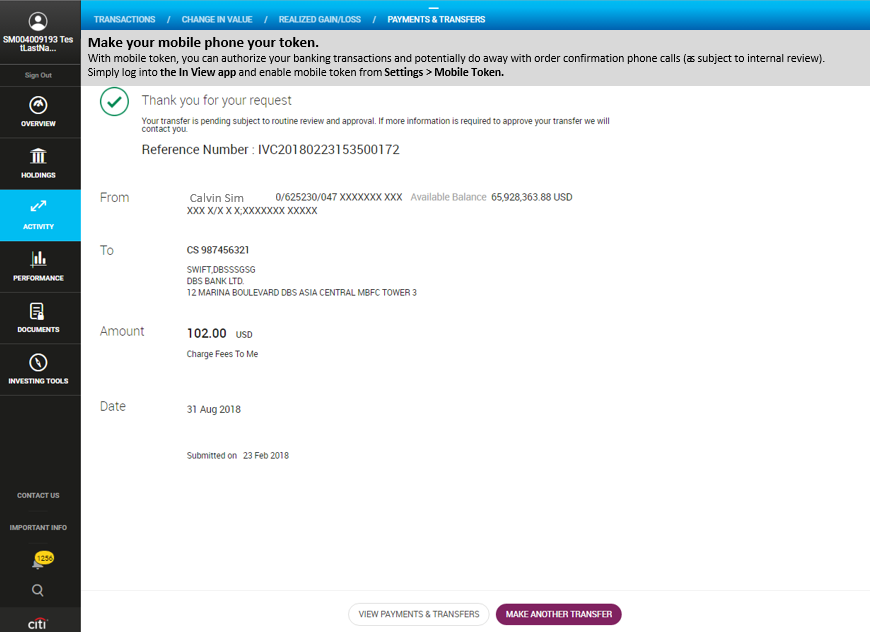 TRANSACTIONS / CHANGE IN VALUE / REALIZED GAIN/LOSS / PAYMENTS & TRANSFERS
SM004009193 Tes
tLastNa...
Sign Out
OVERVIEW
HOLDINGS
ACTIVITY
PERFORMANCE
DOCUMENTS
INVESTING TOOLS
CONTACT US
IMPORTANT INFO
1256
citi
Make your mobile phone your token.
With mobile token, you can authorize your banking transactions and potentially do away with order confirmation phone calls (as subject to internal review).
Simply log into the In View app and enable mobile token from Settings > Mobile Token.
Thank you for your request
Your transfer is pending subject to routine review and approval. If more information is required to approve your transfer we will
contact you.
Reference Number : IVC20180223153500172
From Calvin Sim 0/625230/047 XXXXXXX XXX Available Balance 65,928,363.88 USD
XXX X/X X X;XXXXXXX XXXXX
To CS 987456321
SWIFT,DBSSSGSG
DBS BANK LTD.
12 MARINA BOULEVARD DBS ASIA CENTRAL MBFC TOWER 3
Amount 102.00 USD
Charge Fees To Me
Date 31 Aug 2018
Submitted on 23 Feb 2018
VIEW PAYMENTS & TRANSFERS MAKE ANOTHER TRANSFER